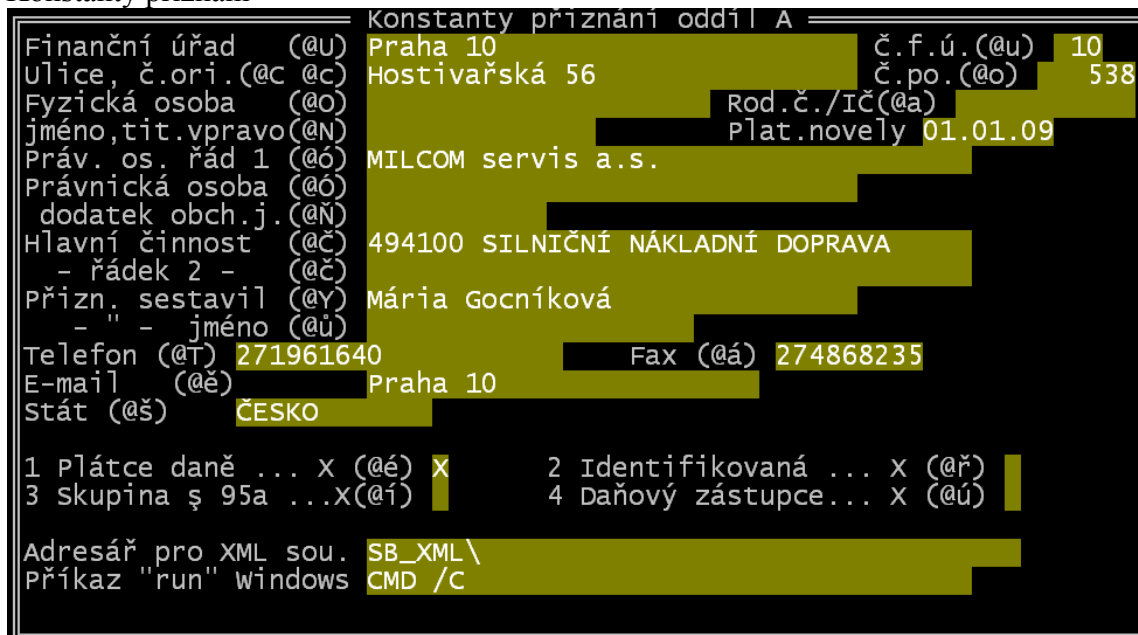 Konstanty přiznání oddíl A
Finanční úřad (@U) Praha 10 Č.f.ú.(@u) 10
Ulice, č.ori.(@C @c) Hostivařská 56 Č.po.(@o) 538
Fyzická osoba (@O) Rod.č./IČ(@a)
jméno,tit.vpravo(@N) Plat.novely 01.01.09
Práv. os. řád 1 (@ó) MILCOM servis a.s.
Právnická osoba (@Ó)
dodatek obch.j.(@Ň)
Hlavní činnost (@Č) 494100 SILNIČNÍ NÁKLADNÍ DOPRAVA
– řádek 2 – (@č)
Přizn. sestavil (@Y) Mária Gocníková
– " – jméno (@ů)
Telefon (@T) 271961640 Fax (@á) 274868235
E-mail (@ě) Praha 10
Stát (@š) ČESKO
1 Plátce daně ... X (@é) X 2 Identifikovaná ... X (@ř)
3 Skupina ş 95a ...X(@í) 4 Daňový zástupce... X (@ú)
Adresář pro XML sou. SB_XML\
Příkaz "run" Windows CMD /C